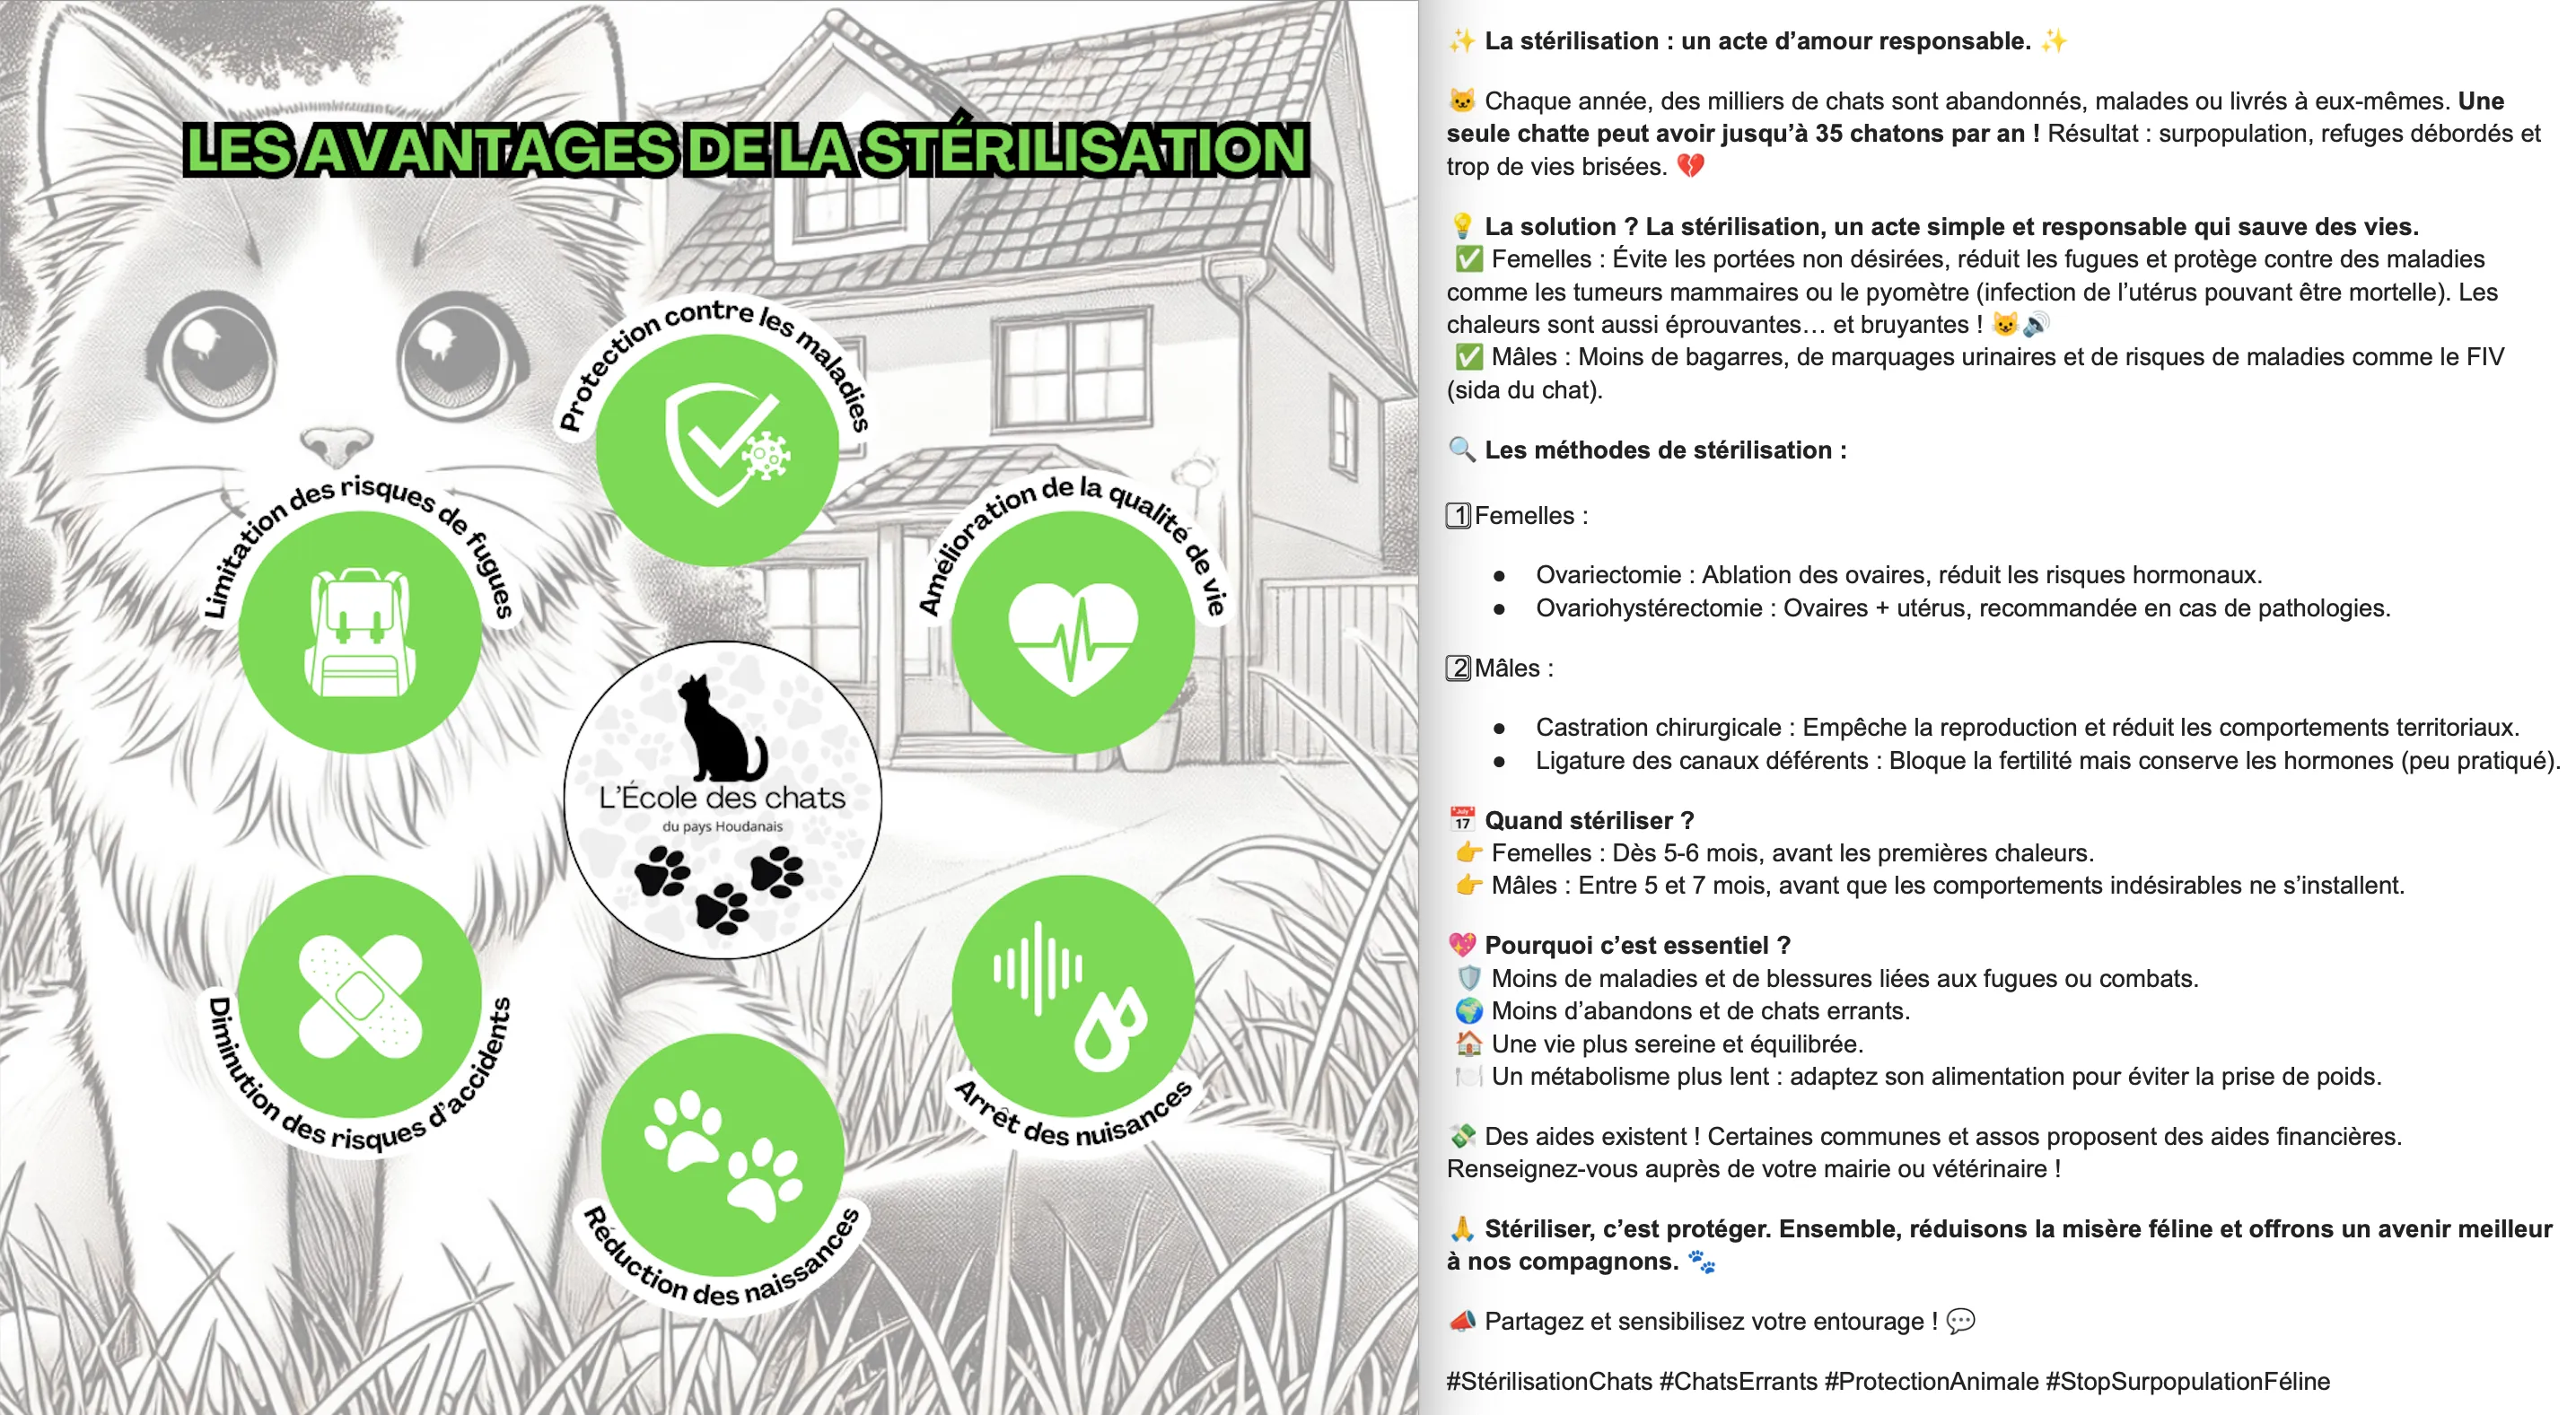 LES AVANTAGES DE LA STÉRILISATION
Protection contre les maladies
Limitation des risques de fugues
Amélioration de la qualité de vie
L'École des chats
du pays Houdanais
Diminution des risques d'accidents
Arrêt des nuisances
Réduction des naissances
✨ La stérilisation : un acte d’amour responsable. ✨
🐱 Chaque année, des milliers de chats sont abandonnés, malades ou livrés à eux-mêmes. Une
seule chatte peut avoir jusqu’à 35 chatons par an ! Résultat : surpopulation, refuges débordés et
trop de vies brisées. 💔
💡 La solution ? La stérilisation, un acte simple et responsable qui sauve des vies.
✅ Femelles : Évite les portées non désirées, réduit les fugues et protège contre des maladies
comme les tumeurs mammaires ou le pyomètre (infection de l’utérus pouvant être mortelle). Les
chaleurs sont aussi éprouvantes… et bruyantes ! 😺🔊
✅ Mâles : Moins de bagarres, de marquages urinaires et de risques de maladies comme le FIV
(sida du chat).
🔍 Les méthodes de stérilisation :
1️⃣ Femelles :
● Ovariectomie : Ablation des ovaires, réduit les risques hormonaux.
● Ovariohystérectomie : Ovaires + utérus, recommandée en cas de pathologies.
2️⃣ Mâles :
● Castration chirurgicale : Empêche la reproduction et réduit les comportements territoriaux.
● Ligature des canaux déférents : Bloque la fertilité mais conserve les hormones (peu pratiqué).
📅 Quand stériliser ?
👉 Femelles : Dès 5-6 mois, avant les premières chaleurs.
👉 Mâles : Entre 5 et 7 mois, avant que les comportements indésirables ne s’installent.
💖 Pourquoi c’est essentiel ?
🛡️ Moins de maladies et de blessures liées aux fugues ou combats.
🌍 Moins d’abandons et de chats errants.
🏠 Une vie plus sereine et équilibrée.
🍽️ Un métabolisme plus lent : adaptez son alimentation pour éviter la prise de poids.
💸 Des aides existent ! Certaines communes et assos proposent des aides financières.
Renseignez-vous auprès de votre mairie ou vétérinaire !
🙏 Stériliser, c’est protéger. Ensemble, réduisons la misère féline et offrons un avenir meilleur
à nos compagnons. 🐾
📣 Partagez et sensibilisez votre entourage ! 💬
#StérilisationChats #ChatsErrants #ProtectionAnimale #StopSurpopulationFéline